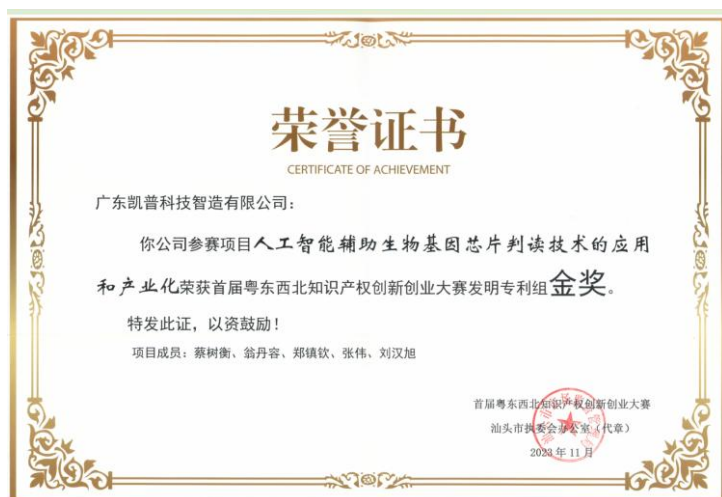 荣誉证书
CERTIFICATE OF ACHIEVEMENT
广东凯普科技智造有限公司：
你公司参赛项目人工智能辅助生物基因芯片判读技术的应用
和产业化荣获首届粤东西北知识产权创新创业大赛发明专利组金奖。
特发此证，以资鼓励！
项目成员：蔡树衡、翁丹容、郑镇钦、张伟、刘汉旭
首届粤东西北知识产权创新创业大赛
汕头市执委会办公室（代章）
2023 年 11 月